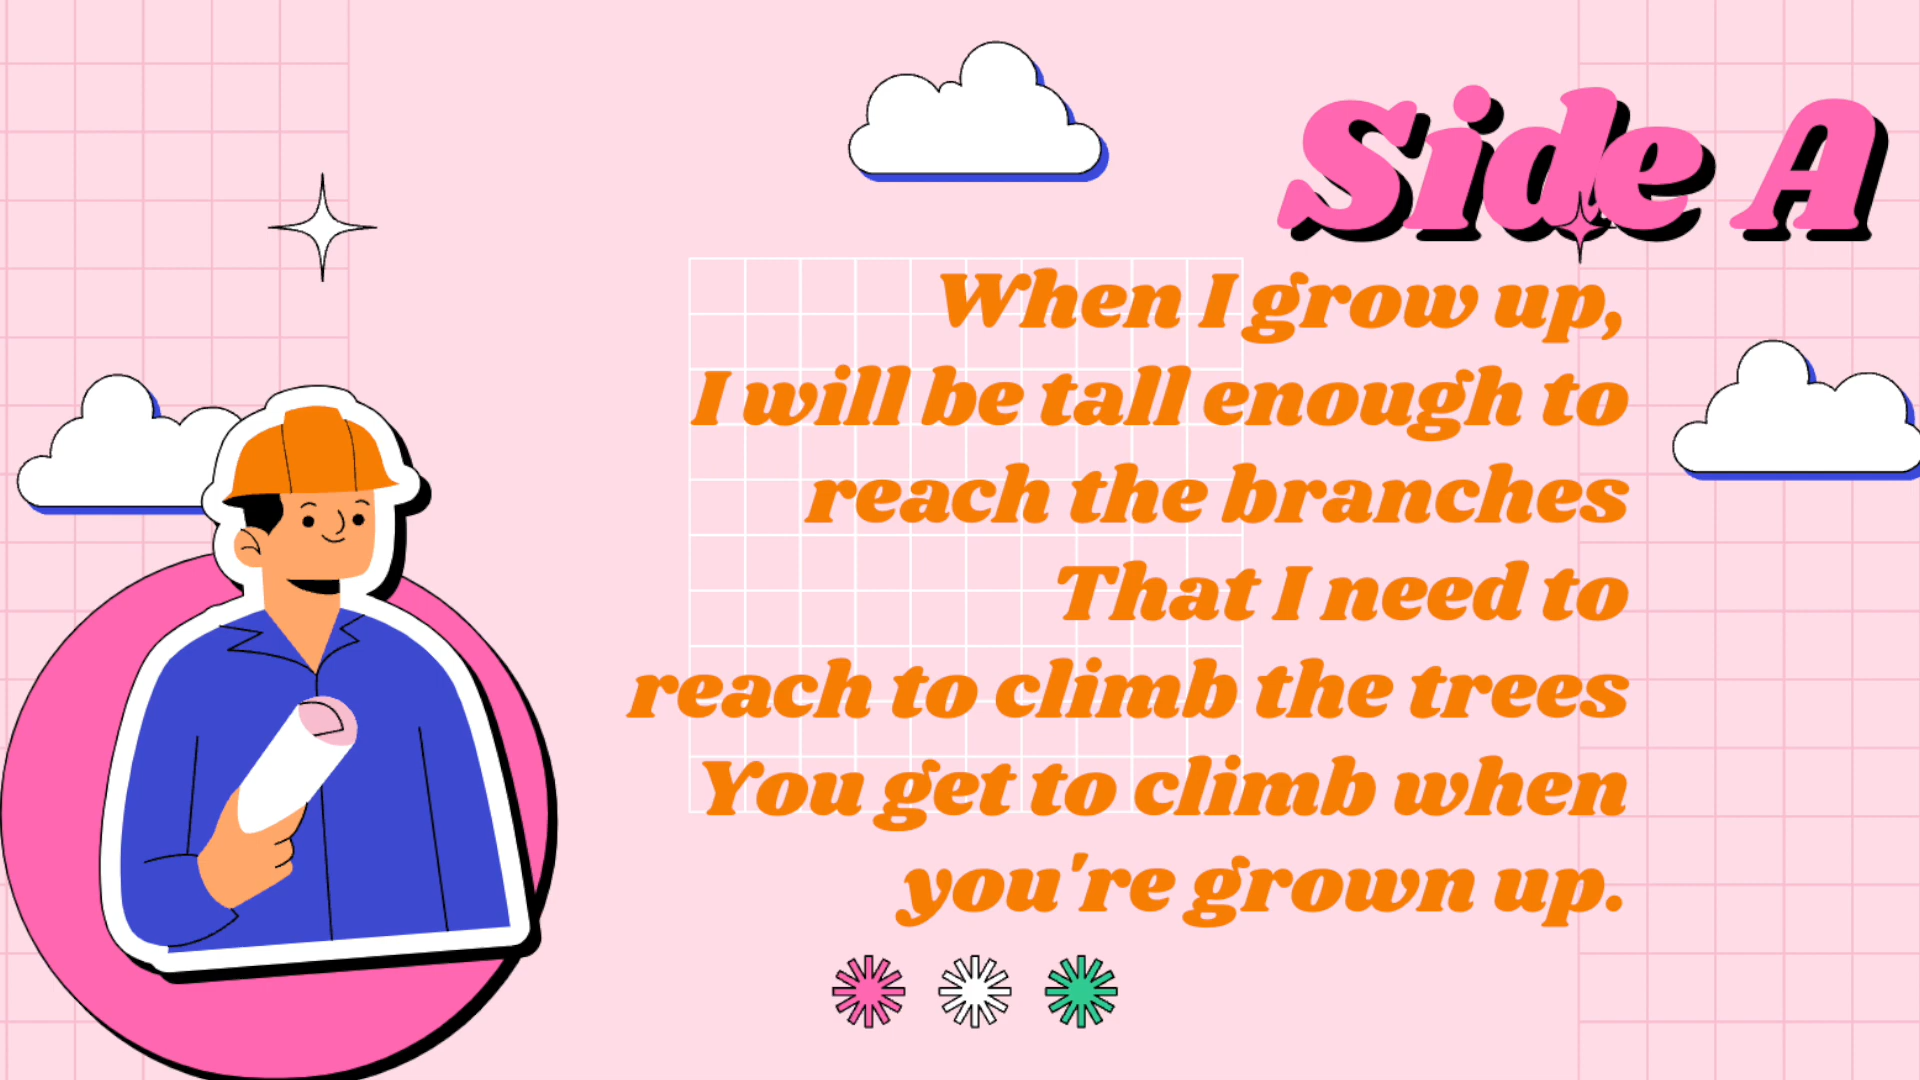 Side A
When I grow up,
I will be tall enough to
reach the branches
That I need to
reach to climb the trees
You get to climb when
you're grown up.